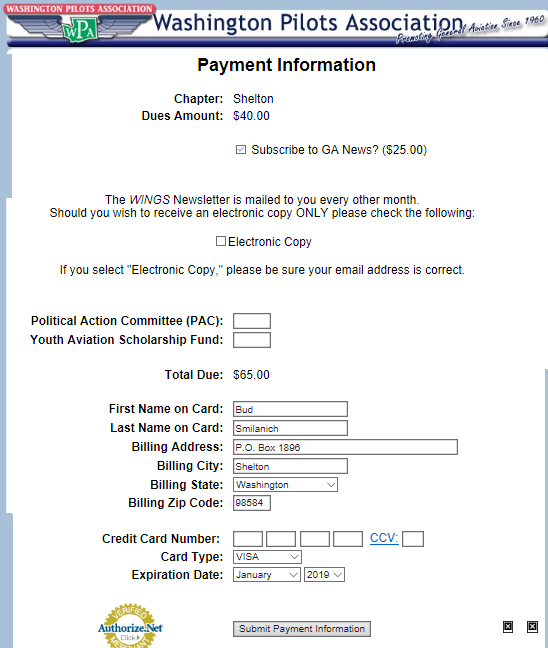 WASHINGTON PILOTS ASSOCIATION
WPA
Washington Pilots Association
Promoting General Aviation Since 1960
Payment Information
Chapter: Shelton
Dues Amount: $40.00
Subscribe to GA News? ($25.00)
The WINGS Newsletter is mailed to you every other month.
Should you wish to receive an electronic copy ONLY please check the following:
Electronic Copy
If you select "Electronic Copy," please be sure your email address is correct.
Political Action Committee (PAC):
Youth Aviation Scholarship Fund:
Total Due: $65.00
First Name on Card: Bud
Last Name on Card: Smilanich
Billing Address: P.O. Box 1896
Billing City: Shelton
Billing State: Washington
Billing Zip Code: 98584
Credit Card Number: CCV:
Card Type: VISA
Expiration Date: January 2019
VERIFIED
Authorize.Net
Click
Submit Payment Information